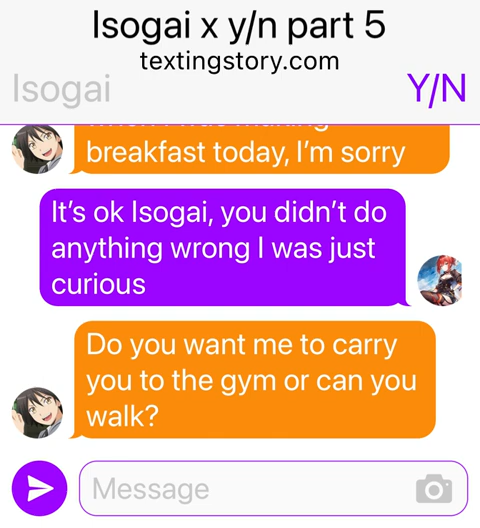 Isogai x y/n part 5
textingstory.com
Isogai
Y/N
breakfast today, I'm sorry
It's ok Isogai, you didn't do
anything wrong I was just
curious
Do you want me to carry
you to the gym or can you
walk?
Message